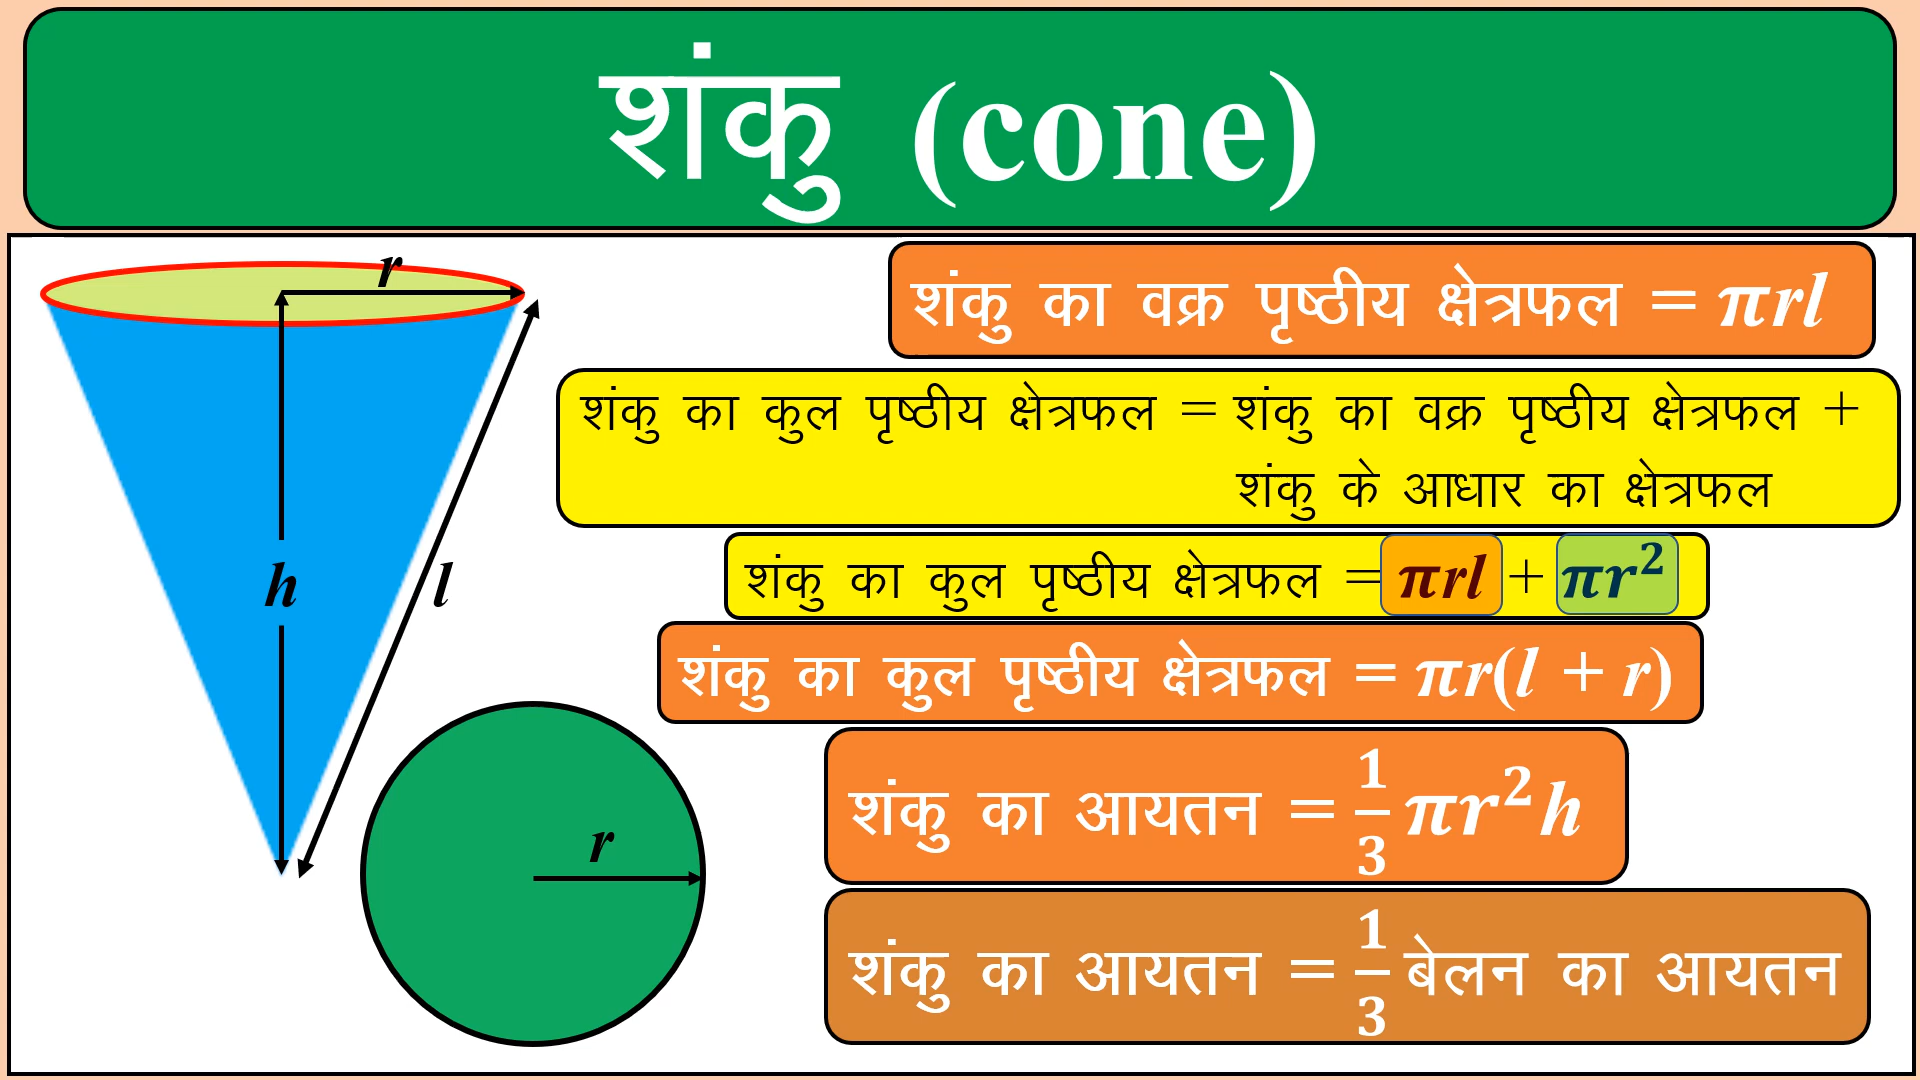 शंकु (cone)
r
h
l
r
शंकु का वक्र पृष्ठीय क्षेत्रफल = πrl
शंकु का कुल पृष्ठीय क्षेत्रफल = शंकु का वक्र पृष्ठीय क्षेत्रफल +
शंकु के आधार का क्षेत्रफल
शंकु का कुल पृष्ठीय क्षेत्रफल = πrl + πr²
शंकु का कुल पृष्ठीय क्षेत्रफल = πr(l + r)
शंकु का आयतन = 1/3 πr²h
शंकु का आयतन = 1/3 बेलन का आयतन